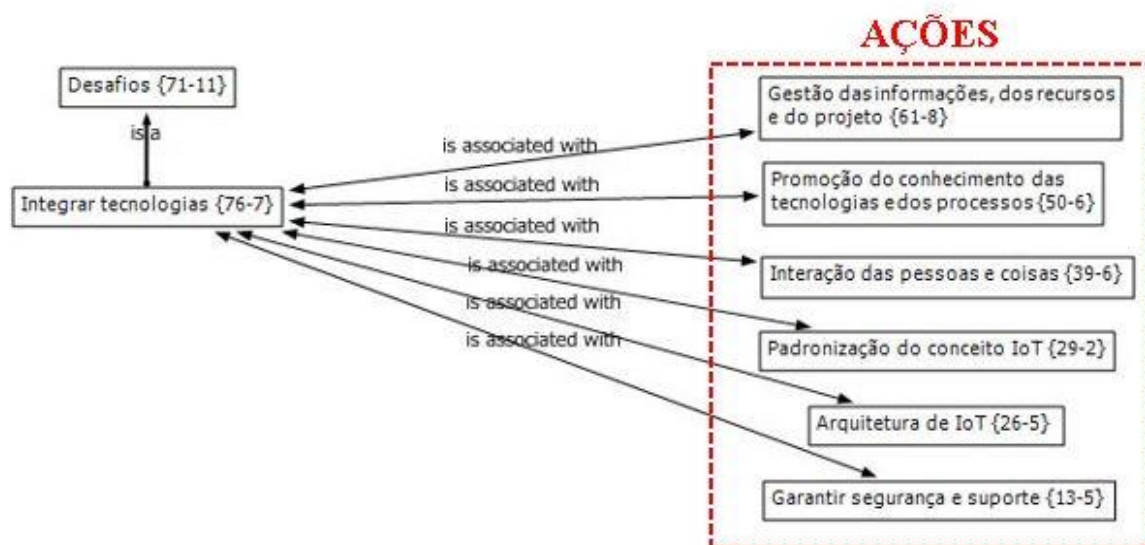 AÇÕES
Desafios {71-11}
is a
Integrar tecnologias {76-7}
is associated with
is associated with
is associated with
is associated with
is associated with
is associated with
Gestão das informações, dos recursos
e do projeto {61-8}
Promoção do conhecimento das
tecnologias e dos processos {50-6}
Interação das pessoas e coisas {39-6}
Padronização do conceito IoT {29-2}
Arquitetura de IoT {26-5}
Garantir segurança e suporte {13-5}